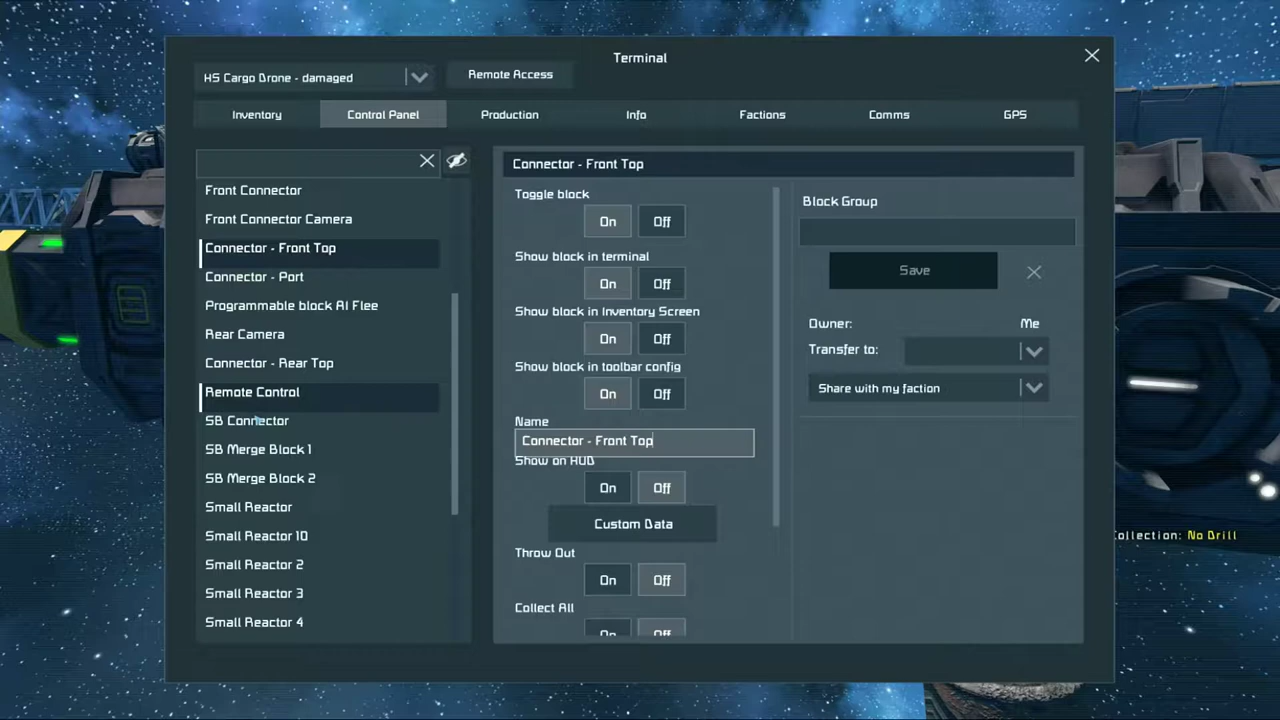 Terminal
HS Cargo Drone - damaged
Remote Access
Inventory
Control Panel
Production
Info
Factions
Comms
GPS
Front Connector
Front Connector Camera
Connector - Front Top
Connector - Port
Programmable block AI Flee
Rear Camera
Connector - Rear Top
Remote Control
SB Connector
SB Merge Block 1
SB Merge Block 2
Small Reactor
Small Reactor 10
Small Reactor 2
Small Reactor 3
Small Reactor 4
Connector - Front Top
Toggle block
On Off
Show block in terminal
On Off
Show block in Inventory Screen
On Off
Show block in toolbar config
On Off
Name
Connector - Front Top
Show on HUD
On Off
Custom Data
Throw Out
On Off
Collect All
On Off
Block Group
Save
Owner: Me
Transfer to:
Share with my faction
Collection: No Drill